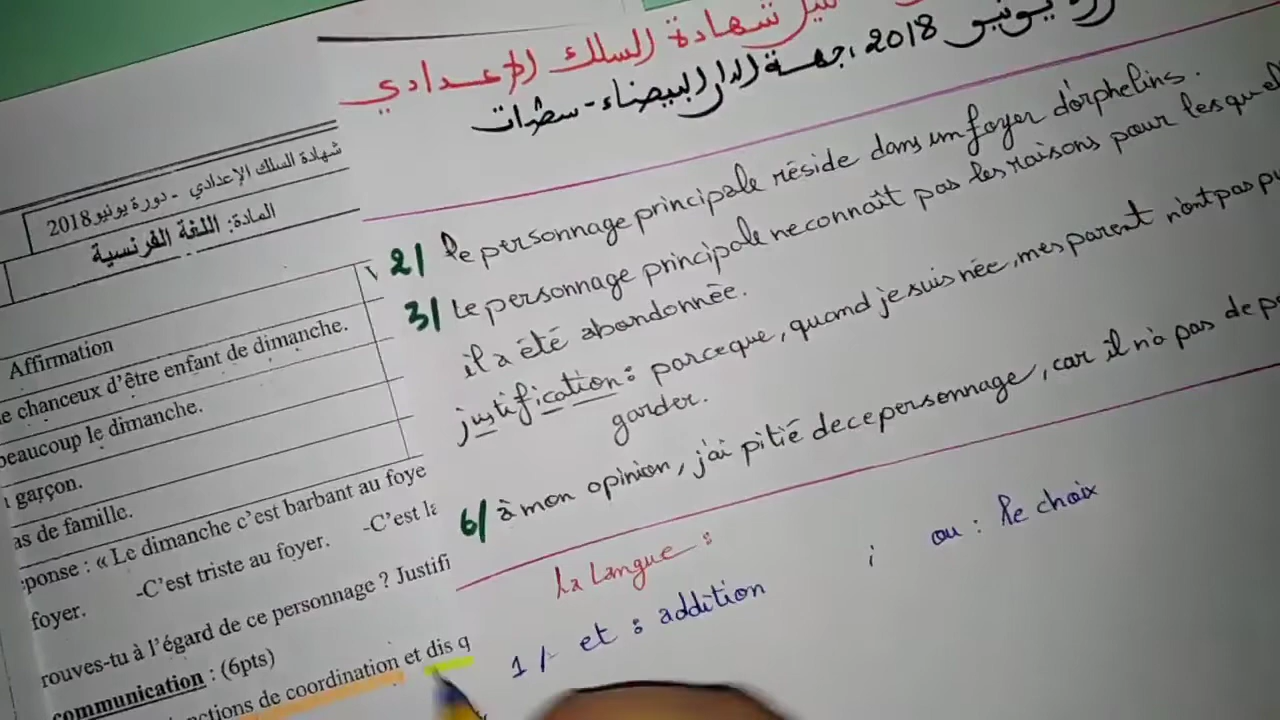 نيل شهادة السلك الإعدادي
يونيو 2018، جهة الدار البيضاء - سطات
شهادة السلك الإعدادي - دورة يونيو 2018
المادة: اللغة الفرنسية
Affirmation
chanceux d'être enfant de dimanche.
beaucoup le dimanche.
garçon.
as de famille.
ponse : « Le dimanche c'est barbant au foye
-C'est la
foyer. -C'est triste au foyer.
rouves-tu à l'égard de ce personnage ? Justifi
communication : (6pts)
nctions de coordination et dis q
2/ le personnage principale réside dans un foyer d'orphelins.
3/ Le personnage principale ne connaît pas les raisons pour lesquel
il a été abandonnée.
justification : parceque, quand je suis née, mes parent n'ont pas pu
garder.
6/ à mon opinion, j'ai pitié de ce personnage, car il n'a pas de p
La langue :
1/- et : addition ; ou : le choix